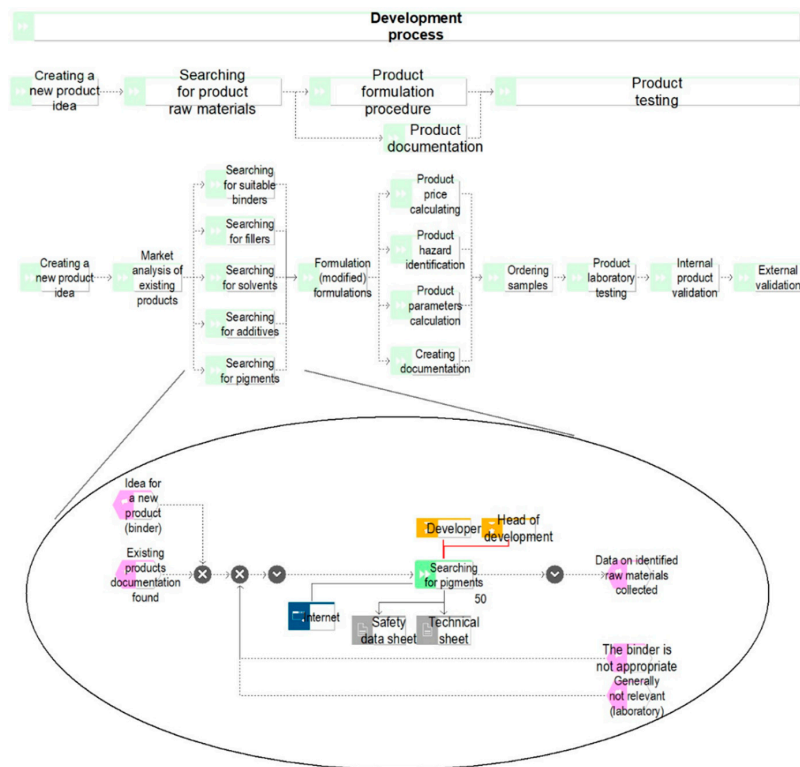 Development
process
Creating a
new product
idea
Searching
for product
raw materials
Product
formulation
procedure
Product
testing
Product
documentation
Creating a
new product
idea
Market
analysis of
existing
products
Searching
for suitable
binders
Searching
for fillers
Searching
for solvents
Searching
for additives
Searching
for pigments
Formulation
(modified)
formulations
Product
price
calculating
Product
hazard
identification
Product
parameters
calculation
Creating
documentation
Ordering
samples
Product
laboratory
testing
Internal
product
validation
External
validation
Idea for
a new
product
(binder)
Existing
products
documentation
found
Developer
Head of
development
Searching
for pigments
50
Internet
Safety
data sheet
Technical
sheet
Data on identified
raw materials
collected
The binder is
not appropriate
Generally
not relevant
(laboratory)